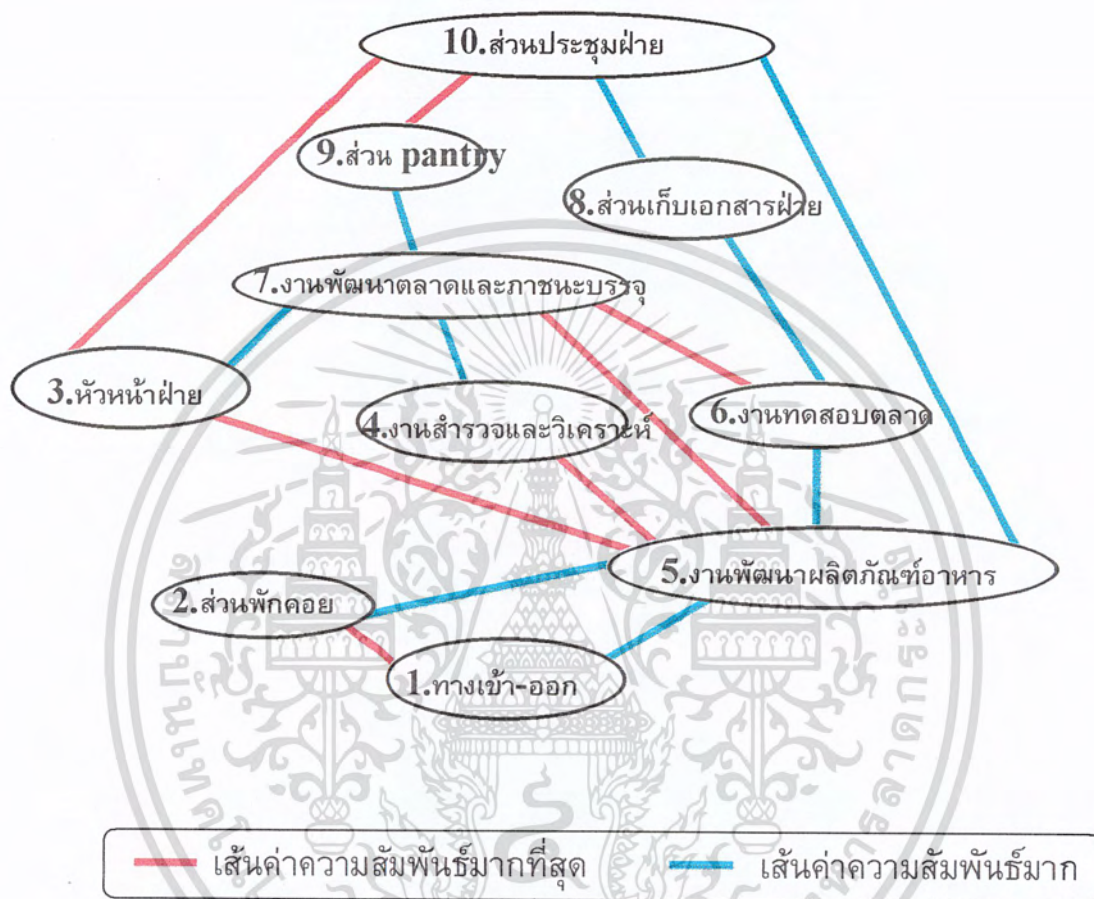 10.ส่วนประชุมฝ่าย
9.ส่วน pantry
8.ส่วนเก็บเอกสารฝ่าย
7.งานพัฒนาตลาดและภาชนะบรรจุ
3.หัวหน้าฝ่าย
4.งานสำรวจและวิเคราะห์
6.งานทดสอบตลาด
5.งานพัฒนาผลิตภัณฑ์อาหาร
2.ส่วนพักคอย
1.ทางเข้า-ออก
เส้นค่าความสัมพันธ์มากที่สุด
เส้นค่าความสัมพันธ์มาก